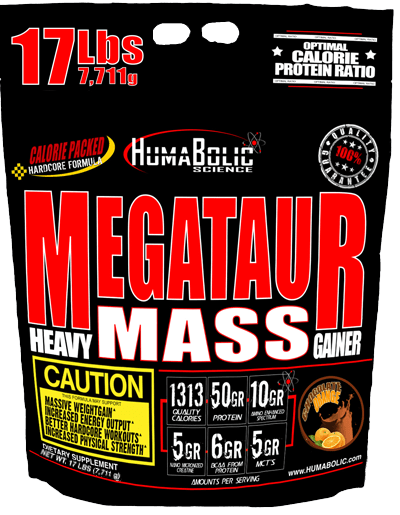 17Lbs
7,711g
OPTIMAL
CALORIE
PROTEIN RATIO
CALORIE PACKED
HARDCORE FORMULA
HUMABOLIC
SCIENCE
QUALITY
100%
GUARANTEE
MEGATAUR
HEAVY MASS GAINER
CAUTION
THIS FORMULA MAY SUPPORT
MASSIVE WEIGHTGAIN*
INCREASE ENERGY OUTPUT*
BETTER HARDCORE WORKOUTS*
INCREASED PHYSICAL STRENGTH*
DIETARY SUPPLEMENT
NET WT. 17 LBS (7,711 g)
1313
QUALITY
CALORIES
50GR
PROTEIN
10GR
AMINO ENHANCED
SPECTRUM
5GR
NANO MICRONIZED
CREATINE
6GR
BCAA FROM
PROTEIN
5GR
MCT'S
AMOUNTS PER SERVING
www.HUMABOLIC.com